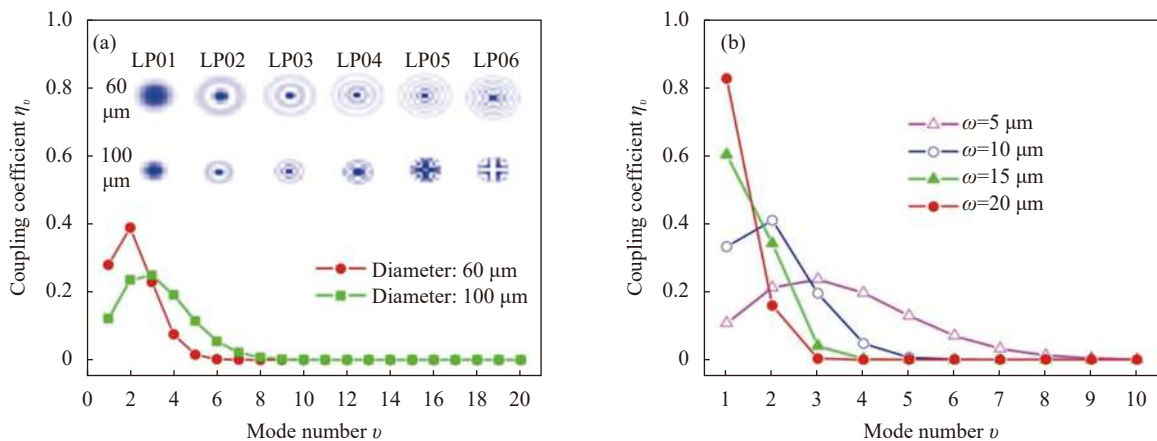 (a)
LP01 LP02 LP03 LP04 LP05 LP06
60
μm
100
μm
Diameter: 60 μm
Diameter: 100 μm
1.0
0.8
0.6
0.4
0.2
0
Coupling coefficient ηᵥ
0 2 4 6 8 10 12 14 16 18 20
Mode number υ
(b)
ω=5 μm
ω=10 μm
ω=15 μm
ω=20 μm
1.0
0.8
0.6
0.4
0.2
0
Coupling coefficient ηᵥ
1 2 3 4 5 6 7 8 9 10
Mode number υ